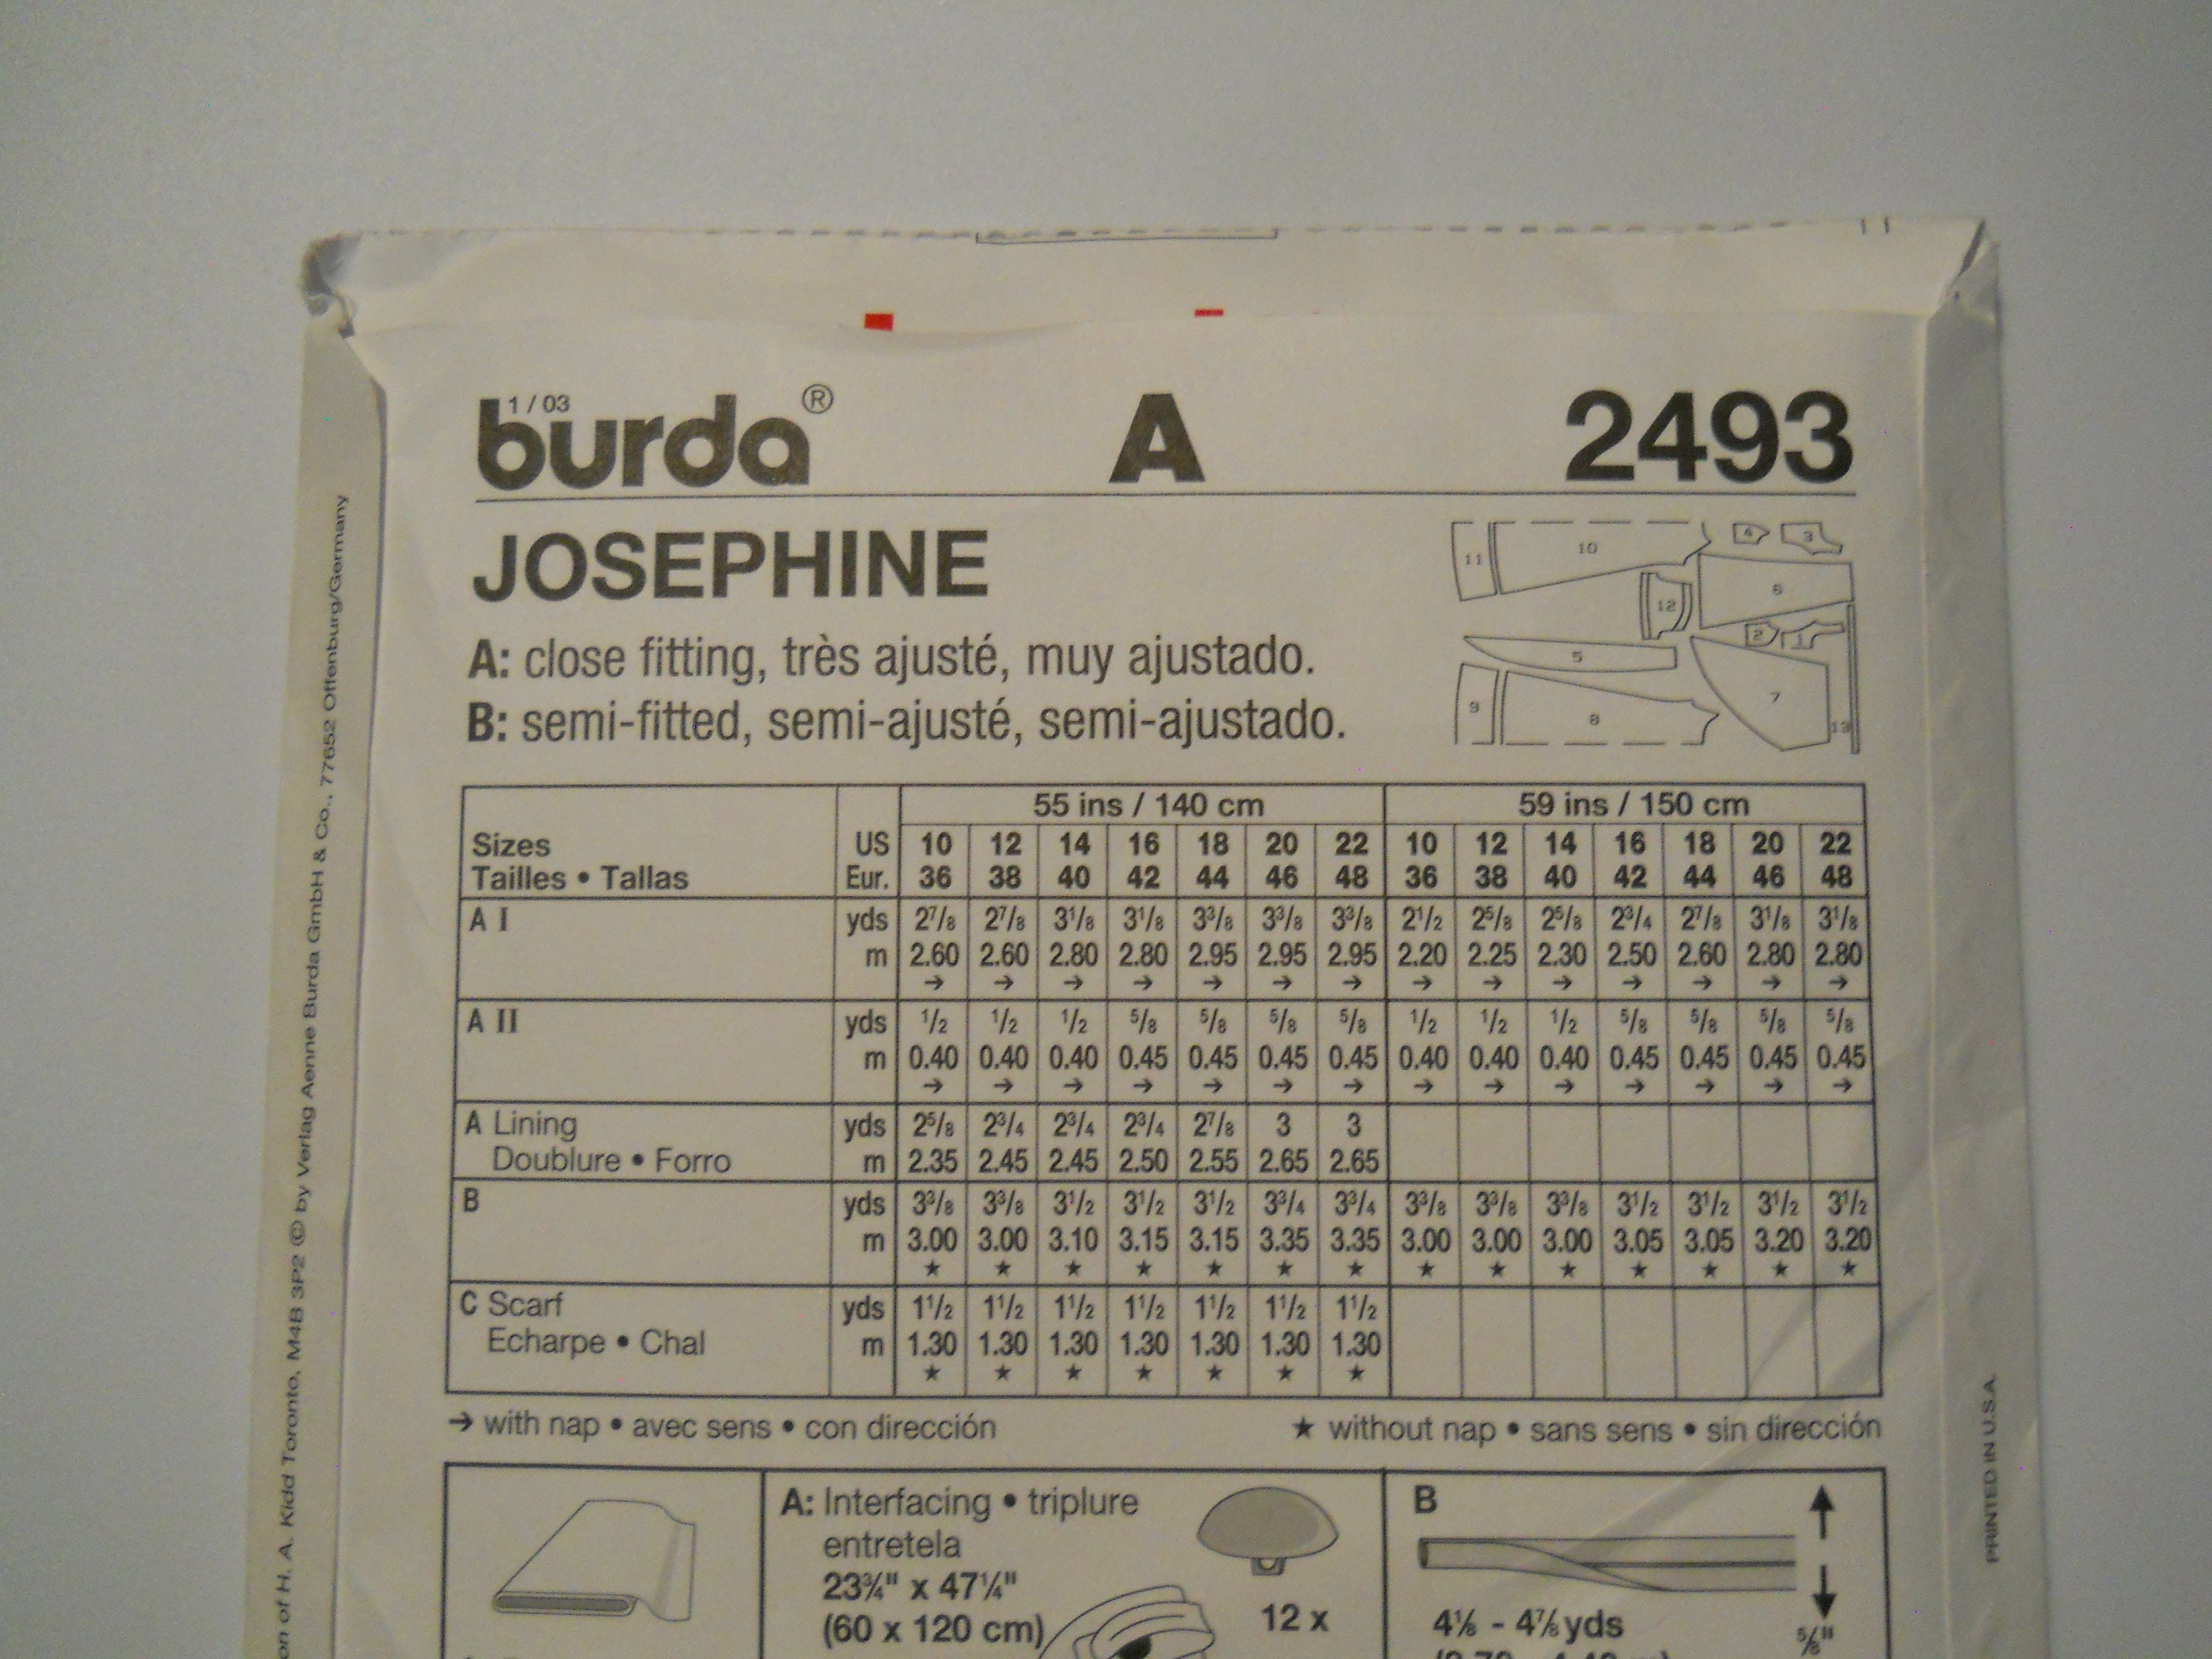 1 / 03
burda®
A
2493
JOSEPHINE
A: close fitting, très ajusté, muy ajustado.
B: semi-fitted, semi-ajusté, semi-ajustado.
11 10 4 3
12 6
2 1
5
9 8 7 13
55 ins / 140 cm 59 ins / 150 cm
Sizes US 10 12 14 16 18 20 22 10 12 14 16 18 20 22
Tailles • Tallas Eur. 36 38 40 42 44 46 48 36 38 40 42 44 46 48
A I yds 2⁷/₈ 2⁷/₈ 3¹/₈ 3¹/₈ 3³/₈ 3³/₈ 3³/₈ 2¹/₂ 2⁵/₈ 2⁵/₈ 2³/₄ 2⁷/₈ 3¹/₈ 3¹/₈
m 2.60 2.60 2.80 2.80 2.95 2.95 2.95 2.20 2.25 2.30 2.50 2.60 2.80 2.80
→ → → → → → → → → → → → → →
A II yds ¹/₂ ¹/₂ ¹/₂ ⁵/₈ ⁵/₈ ⁵/₈ ⁵/₈ ¹/₂ ¹/₂ ¹/₂ ⁵/₈ ⁵/₈ ⁵/₈ ⁵/₈
m 0.40 0.40 0.40 0.45 0.45 0.45 0.45 0.40 0.40 0.40 0.45 0.45 0.45 0.45
→ → → → → → → → → → → → → →
A Lining yds 2⁵/₈ 2³/₄ 2³/₄ 2³/₄ 2⁷/₈ 3 3
Doublure • Forro m 2.35 2.45 2.45 2.50 2.55 2.65 2.65
B yds 3³/₈ 3³/₈ 3¹/₂ 3¹/₂ 3¹/₂ 3³/₄ 3³/₄ 3³/₈ 3³/₈ 3³/₈ 3¹/₂ 3¹/₂ 3¹/₂ 3¹/₂
m 3.00 3.00 3.10 3.15 3.15 3.35 3.35 3.00 3.00 3.00 3.05 3.05 3.20 3.20
★ ★ ★ ★ ★ ★ ★ ★ ★ ★ ★ ★ ★ ★
C Scarf yds 1¹/₂ 1¹/₂ 1¹/₂ 1¹/₂ 1¹/₂ 1¹/₂ 1¹/₂
Echarpe • Chal m 1.30 1.30 1.30 1.30 1.30 1.30 1.30
★ ★ ★ ★ ★ ★ ★
→ with nap • avec sens • con dirección ★ without nap • sans sens • sin dirección
A: Interfacing • triplure
entretela
23¾" x 47¼"
(60 x 120 cm)
12 x
B
4⅛ - 4⅞ yds
⅝"
on of H. A. Kidd Toronto, M4B 3P2 © by Verlag Aenne Burda GmbH & Co., 77652 Offenburg/Germany
PRINTED IN U.S.A.